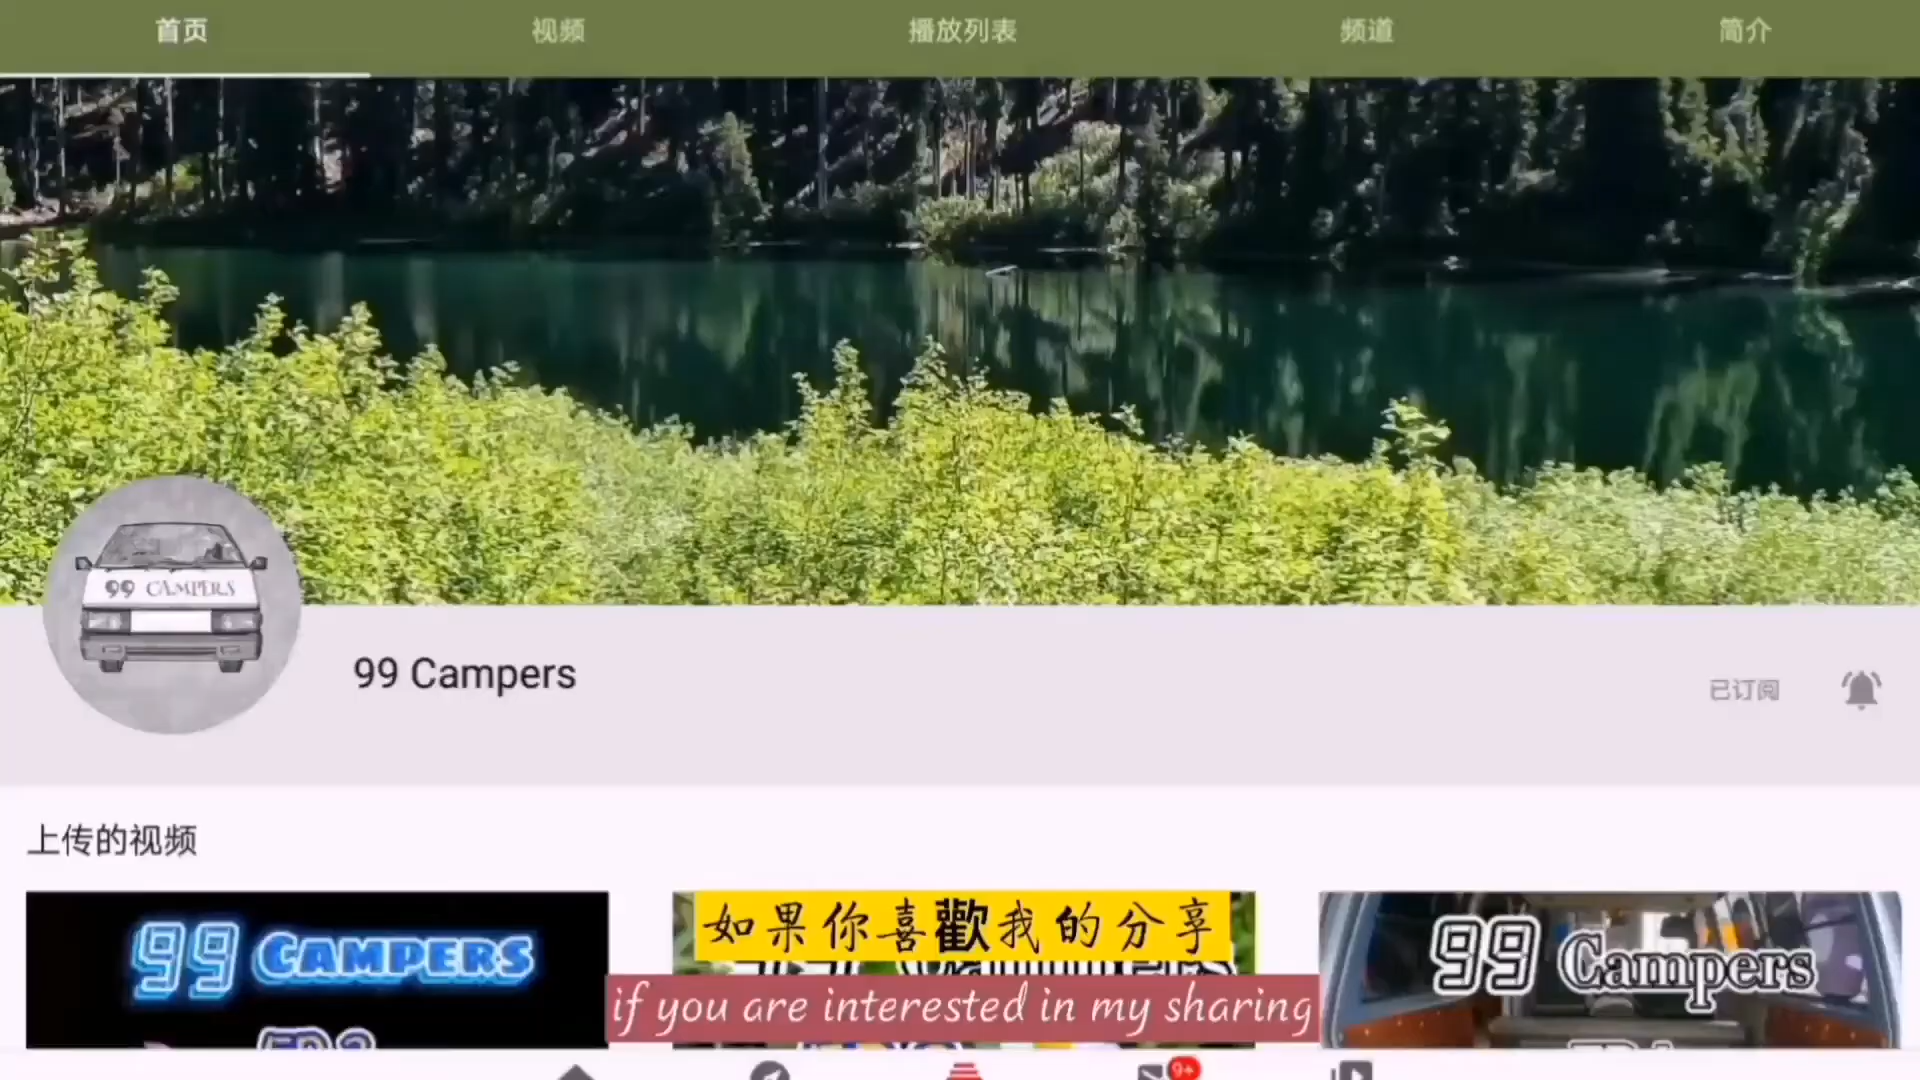 首页 视频 播放列表 频道 简介
99 CAMPERS
99 Campers
已订阅
上传的视频
99 CAMPERS
如果你喜歡我的分享
if you are interested in my sharing
99 Campers
9+